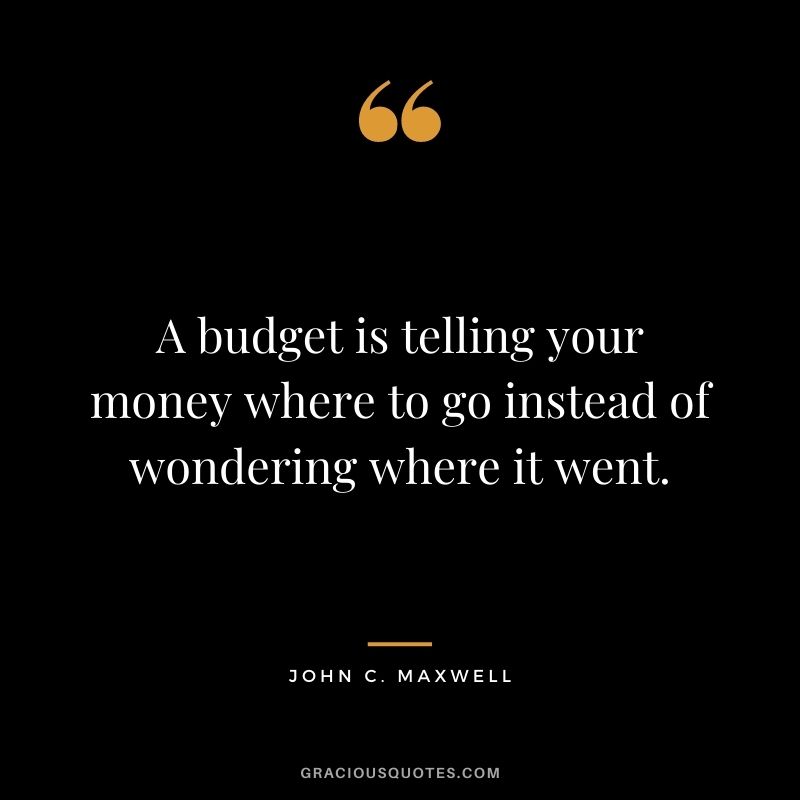 “
A budget is telling your
money where to go instead of
wondering where it went.
JOHN C. MAXWELL
GRACIOUSQUOTES.COM